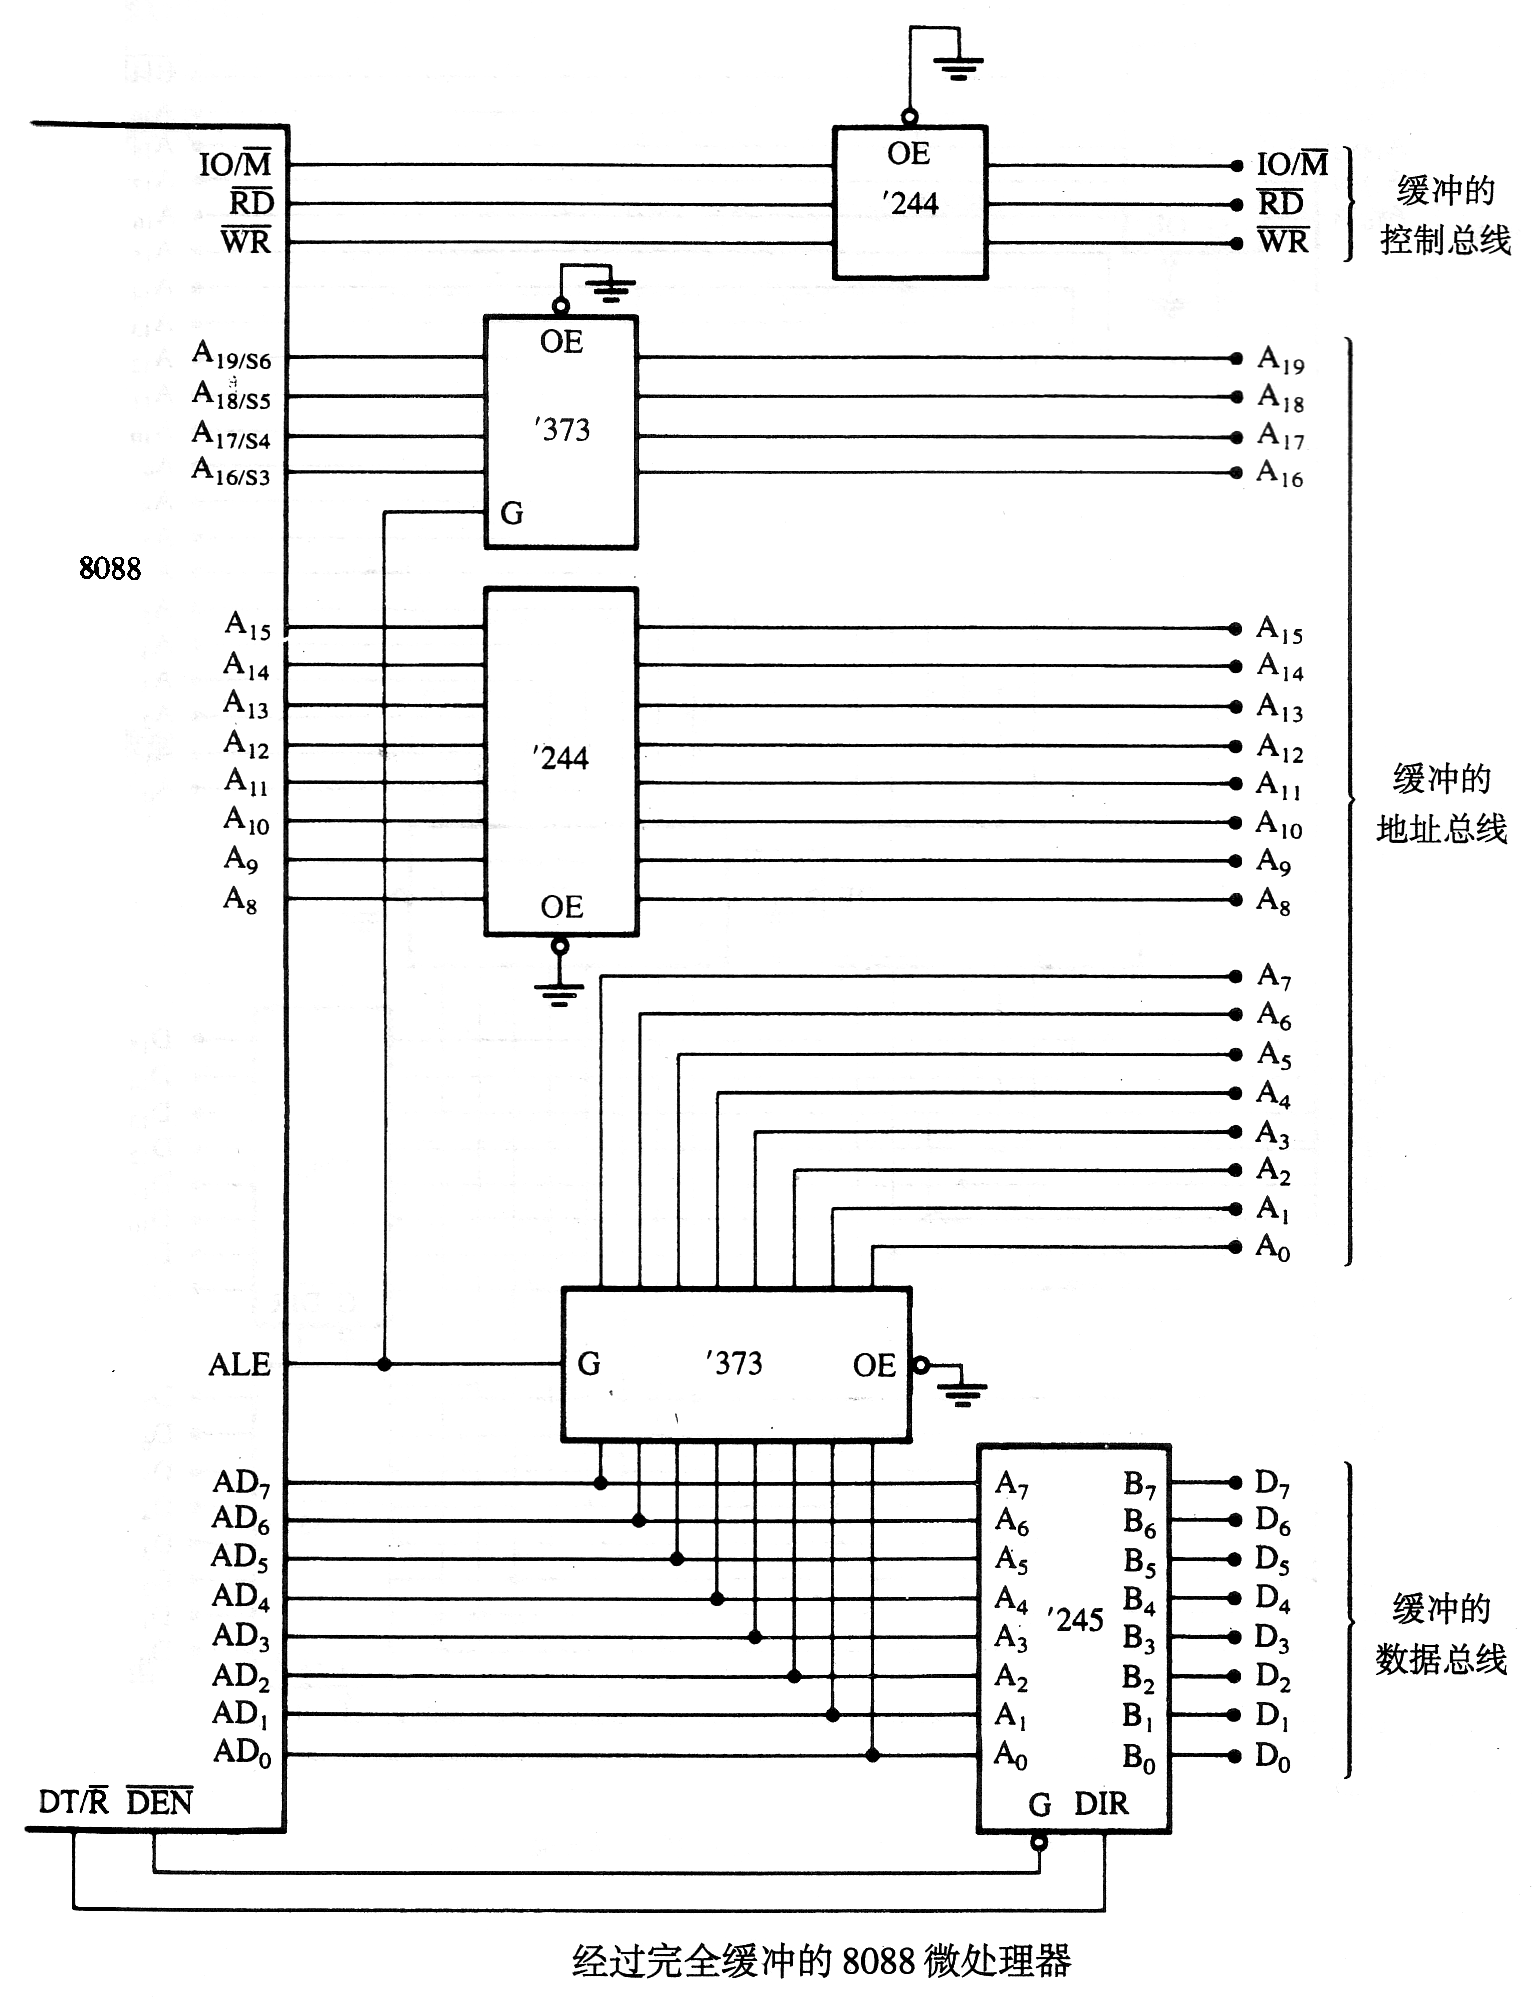 OE
IO/M̅ IO/M̅
R̅D̅ '244 R̅D̅ 缓冲的
W̅R̅ W̅R̅ 控制总线
OE
A19/S6 A19
A18/S5 A18
A17/S4 '373 A17
A16/S3 A16
G
8088
A15 A15
A14 A14
A13 A13
A12 '244 A12
A11 A11 缓冲的
A10 A10 地址总线
A9 A9
A8 OE A8
A7
A6
A5
A4
A3
A2
A1
A0
ALE G '373 OE
AD7 A7 B7 D7
AD6 A6 B6 D6
AD5 A5 B5 D5
AD4 A4 '245 B4 D4 缓冲的
AD3 A3 B3 D3 数据总线
AD2 A2 B2 D2
AD1 A1 B1 D1
AD0 A0 B0 D0
DT/R̅ D̅E̅N̅ G DIR
经过完全缓冲的 8088 微处理器